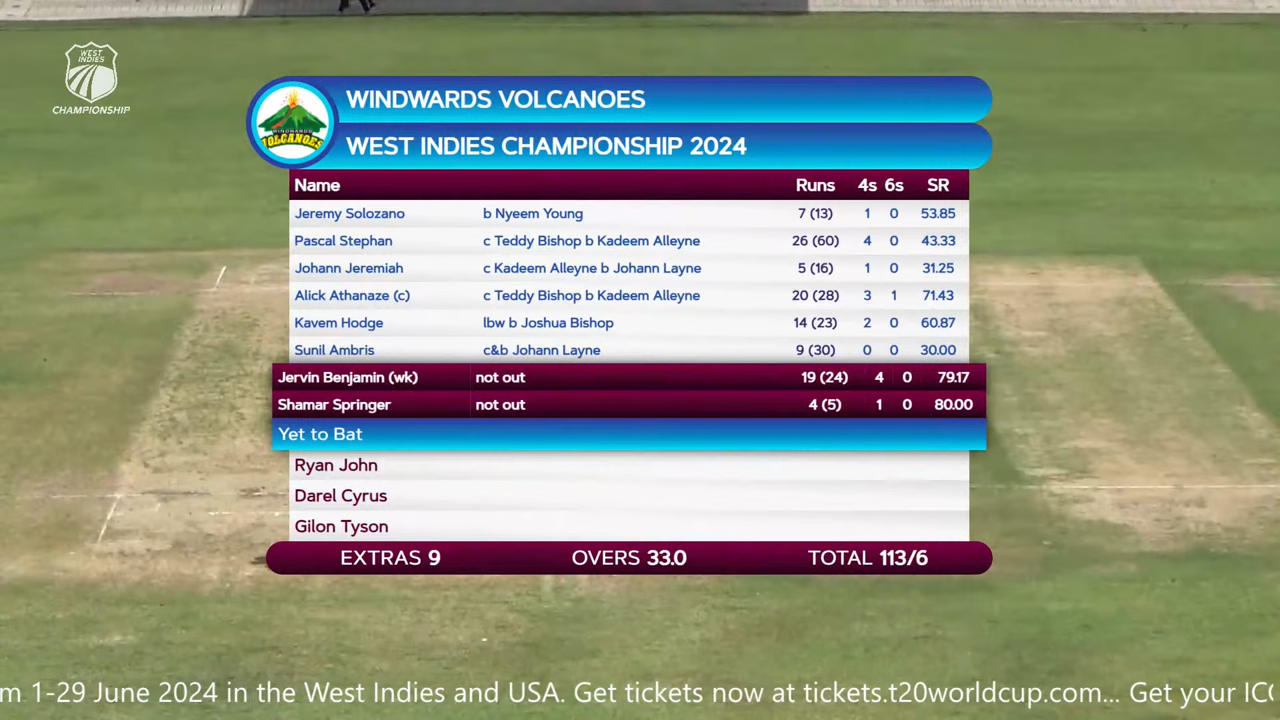 WEST
INDIES
CHAMPIONSHIP
WINDWARDS VOLCANOES
WINDWARDS
VOLCANOES
WEST INDIES CHAMPIONSHIP 2024
Name Runs 4s 6s SR
Jeremy Solozano b Nyeem Young 7 (13) 1 0 53.85
Pascal Stephan c Teddy Bishop b Kadeem Alleyne 26 (60) 4 0 43.33
Johann Jeremiah c Kadeem Alleyne b Johann Layne 5 (16) 1 0 31.25
Alick Athanaze (c) c Teddy Bishop b Kadeem Alleyne 20 (28) 3 1 71.43
Kavem Hodge lbw b Joshua Bishop 14 (23) 2 0 60.87
Sunil Ambris c&b Johann Layne 9 (30) 0 0 30.00
Jervin Benjamin (wk) not out 19 (24) 4 0 79.17
Shamar Springer not out 4 (5) 1 0 80.00
Yet to Bat
Ryan John
Darel Cyrus
Gilon Tyson
EXTRAS 9 OVERS 33.0 TOTAL 113/6
m 1-29 June 2024 in the West Indies and USA. Get tickets now at tickets.t20worldcup.com... Get your ICC